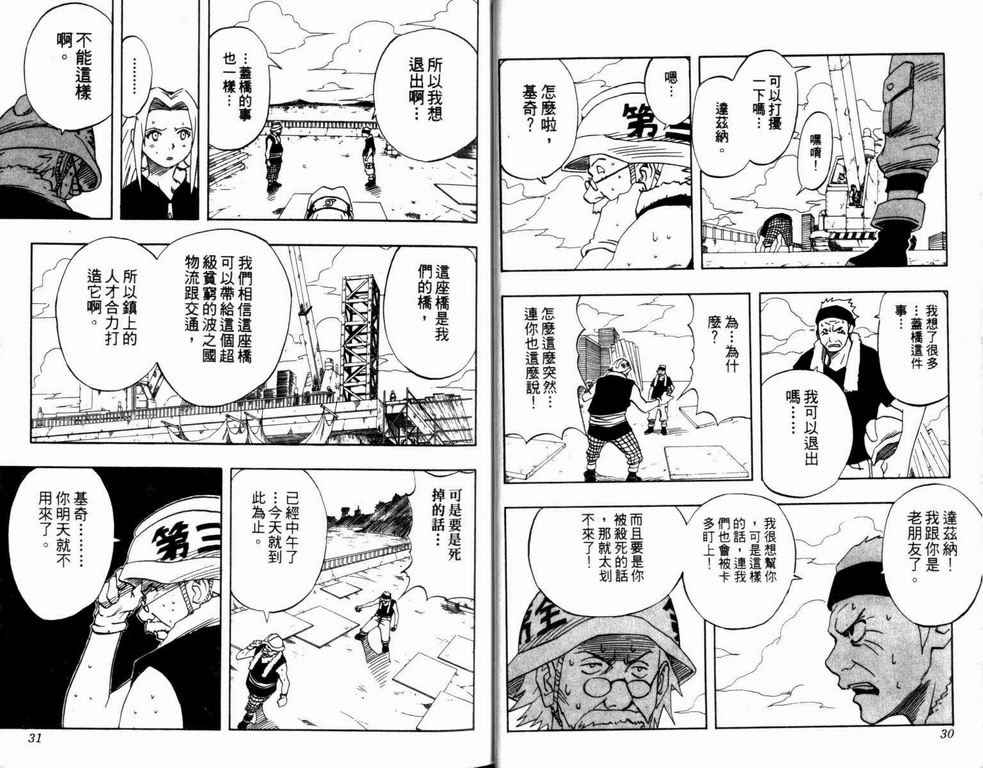 可以打擾
一下嗎…
達茲納。
嘿唷！
嗯…
怎麼啦，
基奇？
我想了很多
…蓋橋這件
事…
我可以退出
嗎……
為…為什
麼？
怎麼這麼突然…
連你也這麼說！
達茲納！
我跟你是
老朋友了。
我很想幫你
，可是這樣
的話，連我
們也會被卡
多盯上！
而且要是你
被殺死的話
，那就太划
不來了！
第三
安全第
30
所以我想
退出啊…
…蓋橋的事
也一樣…
………
不能這樣
啊。
這座橋是我
們的橋，
我們相信這座橋
可以帶給這個超
級貧窮的波之國
物流跟交通，
所以鎮上的
人才合力打
造它啊。
可是要是死
掉的話…
已經中午了
…今天就到
此為止。
基奇………
你明天就不
用來了。
第三
31